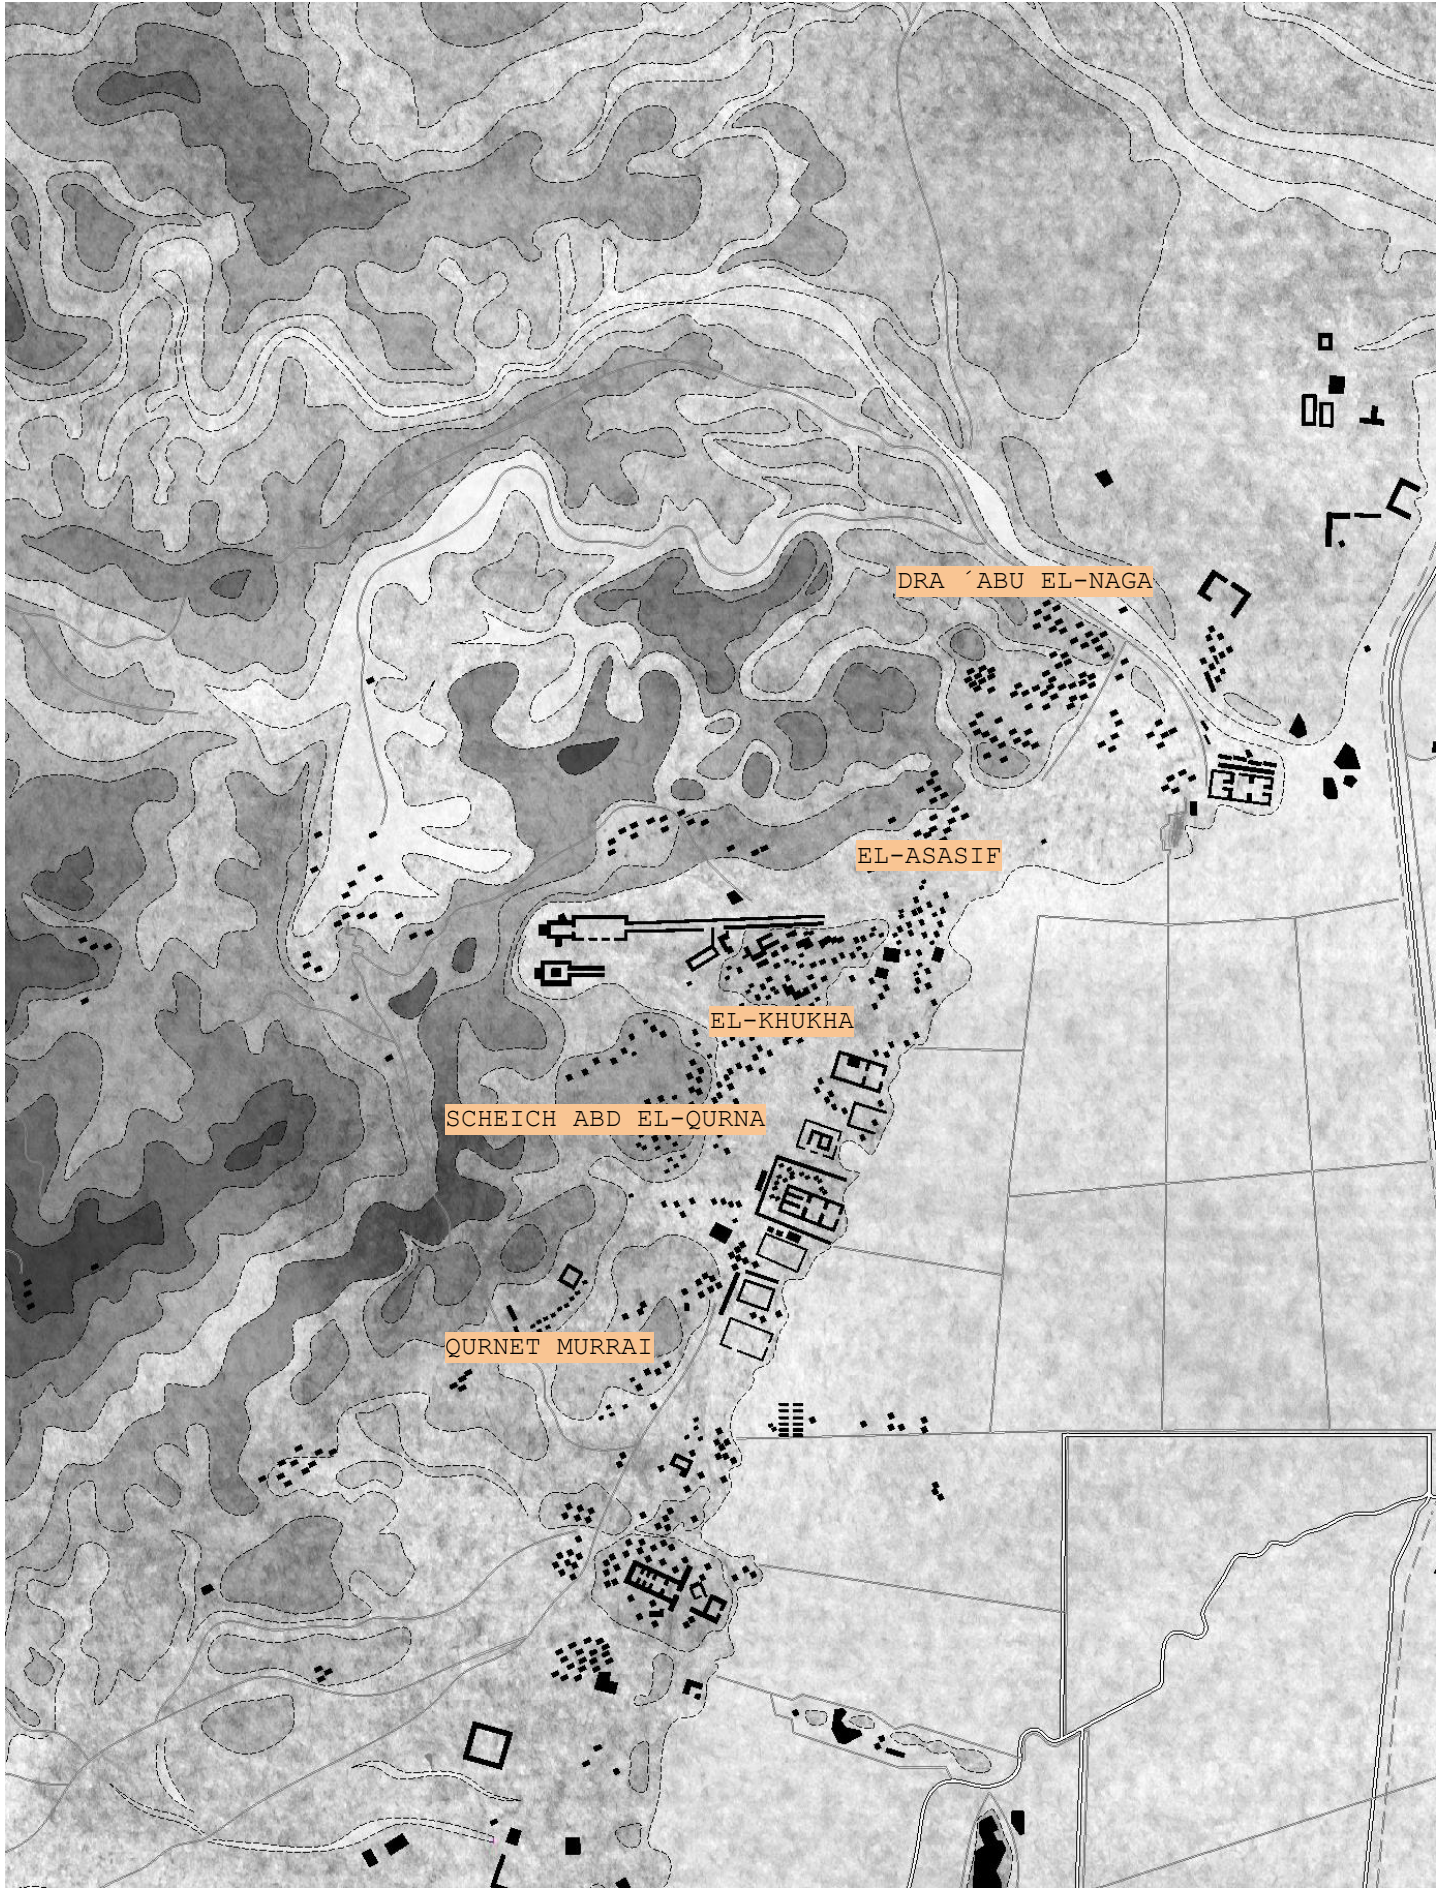 DRA ´ABU EL-NAGA
EL-ASASIF
EL-KHUKHA
SCHEICH ABD EL-QURNA
QURNET MURRAI